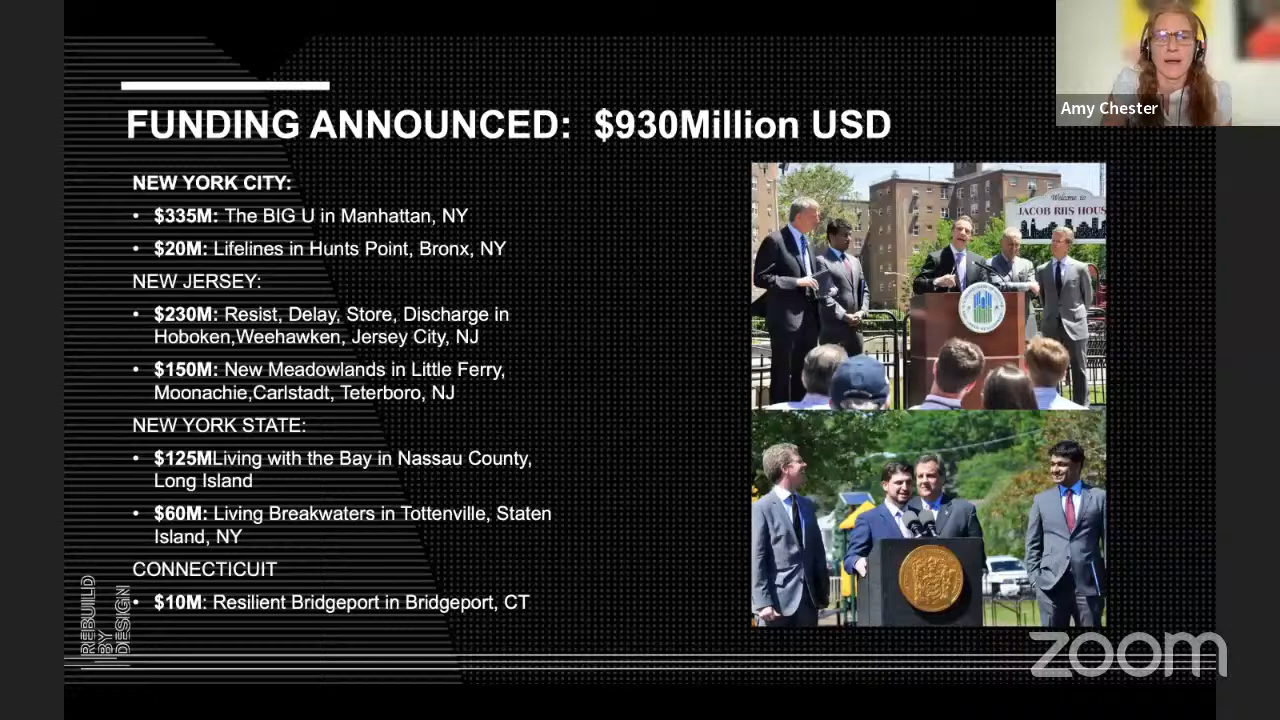 Amy Chester
FUNDING ANNOUNCED: $930Million USD
NEW YORK CITY:
• $335M: The BIG U in Manhattan, NY
• $20M: Lifelines in Hunts Point, Bronx, NY
NEW JERSEY:
• $230M: Resist, Delay, Store, Discharge in
Hoboken,Weehawken, Jersey City, NJ
• $150M: New Meadowlands in Little Ferry,
Moonachie,Carlstadt, Teterboro, NJ
NEW YORK STATE:
• $125MLiving with the Bay in Nassau County,
Long Island
• $60M: Living Breakwaters in Tottenville, Staten
Island, NY
CONNECTICUIT
• $10M: Resilient Bridgeport in Bridgeport, CT
Welcome to
JACOB RIIS HOUS
REBUILD
BY
DESIGN
zoom